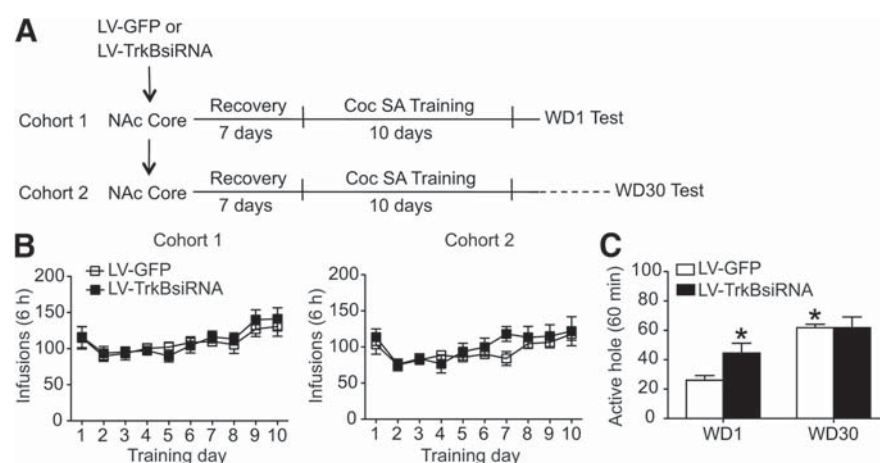 A
LV-GFP or
LV-TrkBsiRNA
Cohort 1 NAc Core Recovery Coc SA Training WD1 Test
7 days 10 days
Cohort 2 NAc Core Recovery Coc SA Training WD30 Test
7 days 10 days
B
Cohort 1
LV-GFP
LV-TrkBsiRNA
Infusions (6 h)
200
150
100
50
0
1 2 3 4 5 6 7 8 9 10
Training day
Cohort 2
Infusions (6 h)
200
150
100
50
0
1 2 3 4 5 6 7 8 9 10
Training day
C
LV-GFP
LV-TrkBsiRNA
Active hole (60 min)
100
80
60
40
20
0
* *
WD1 WD30